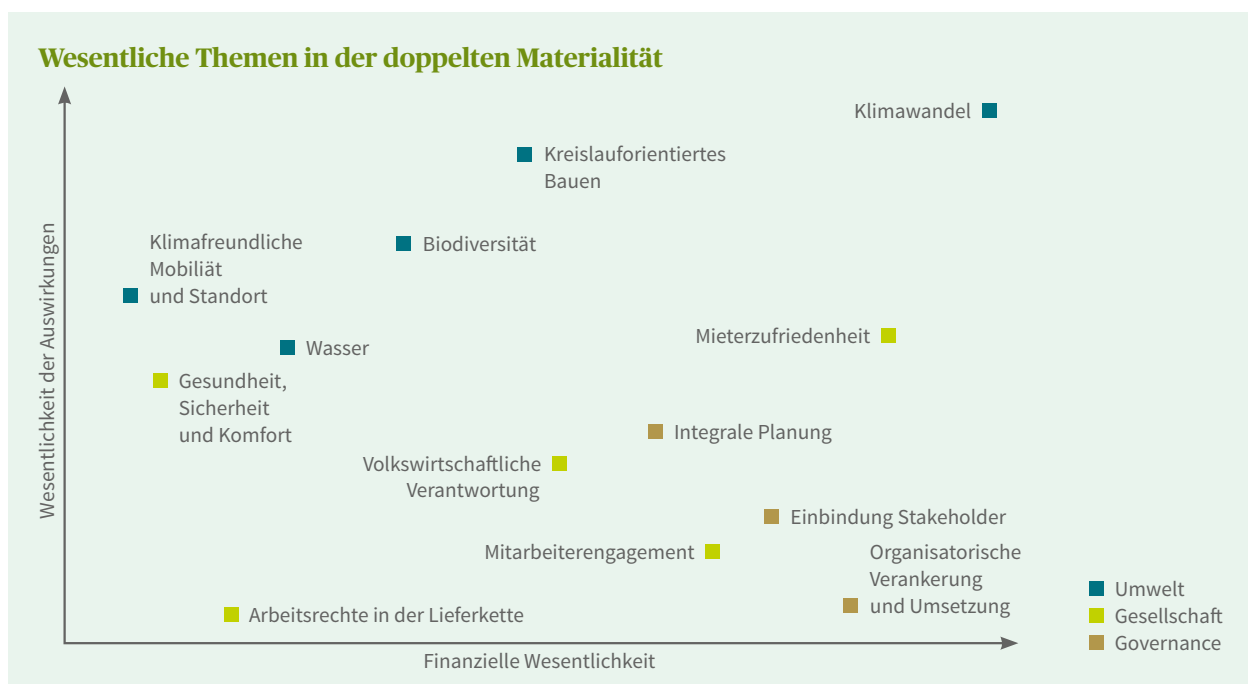 Wesentliche Themen in der doppelten Materialität
Klimawandel
Kreislauforientiertes
Bauen
Klimafreundliche
Mobiliät
und Standort
Biodiversität
Mieterzufriedenheit
Wasser
Gesundheit,
Sicherheit
und Komfort
Integrale Planung
Volkswirtschaftliche
Verantwortung
Einbindung Stakeholder
Mitarbeiterengagement
Organisatorische
Verankerung
und Umsetzung
Arbeitsrechte in der Lieferkette
Wesentlichkeit der Auswirkungen
Finanzielle Wesentlichkeit
Umwelt
Gesellschaft
Governance